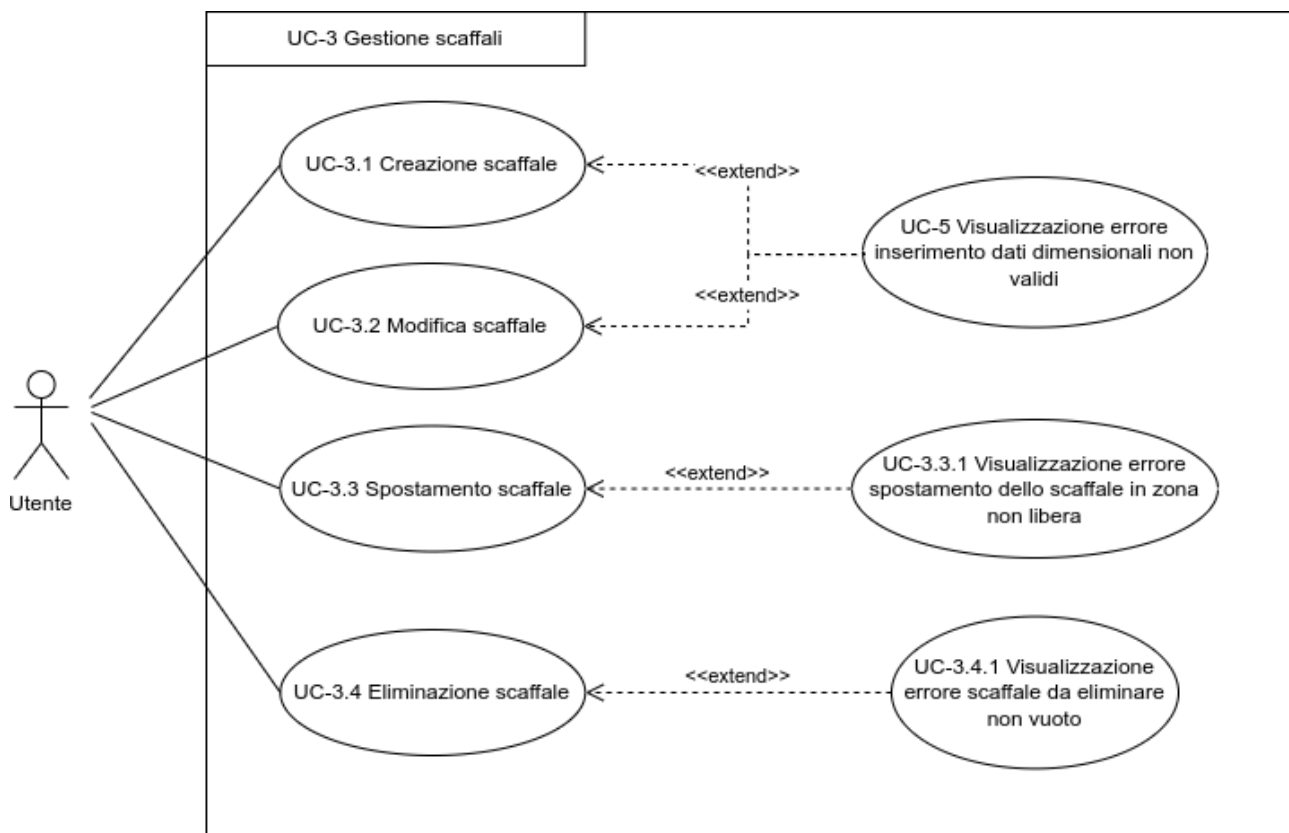 UC-3 Gestione scaffali
UC-3.1 Creazione scaffale
<<extend>>
UC-5 Visualizzazione errore
inserimento dati dimensionali non
validi
<<extend>>
UC-3.2 Modifica scaffale
UC-3.3 Spostamento scaffale
<<extend>>
UC-3.3.1 Visualizzazione errore
spostamento dello scaffale in zona
non libera
Utente
UC-3.4 Eliminazione scaffale
<<extend>>
UC-3.4.1 Visualizzazione
errore scaffale da eliminare
non vuoto